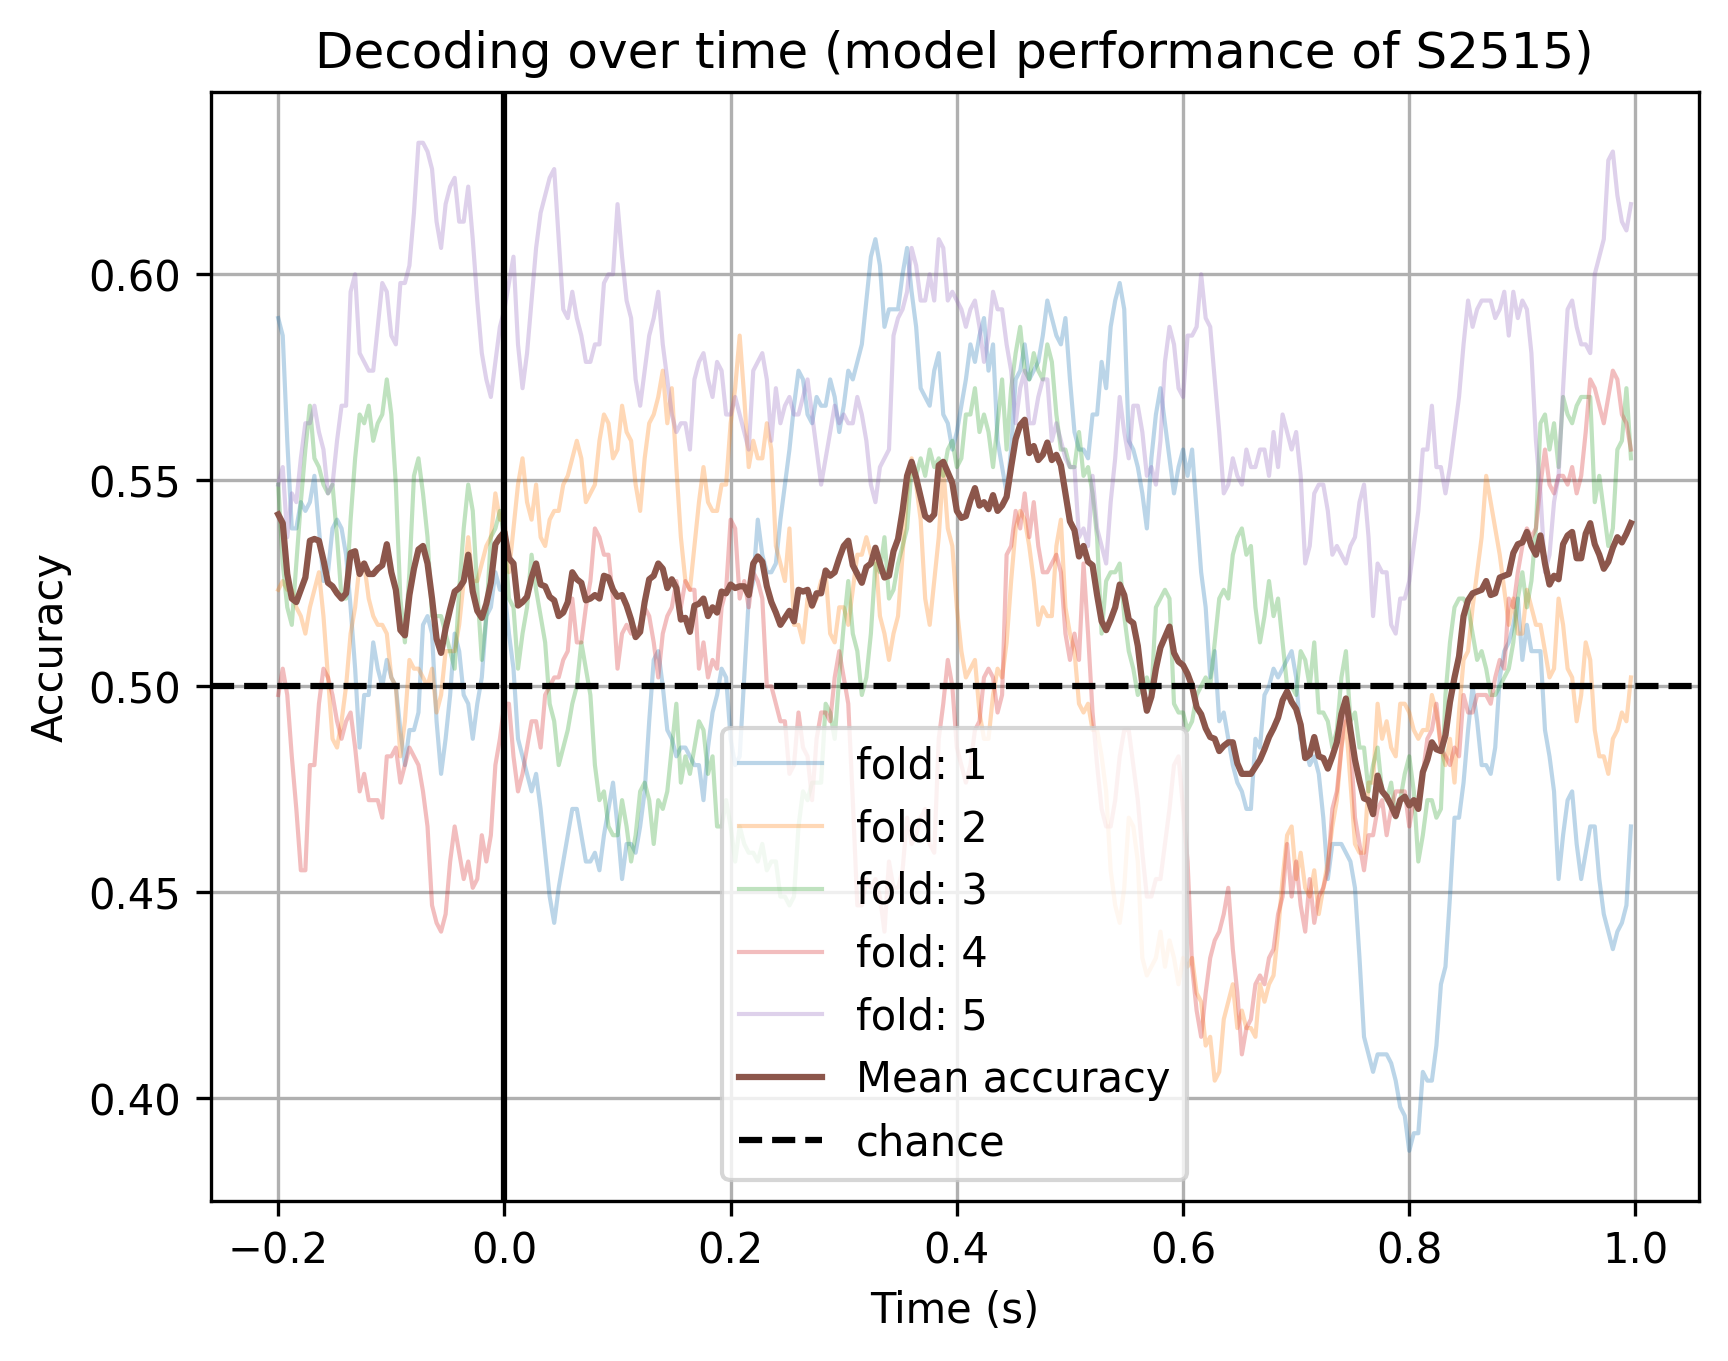 Decoding over time (model performance of S2515)
Accuracy
0.60
0.55
0.50
0.45
0.40
fold: 1
fold: 2
fold: 3
fold: 4
fold: 5
Mean accuracy
chance
−0.2 0.0 0.2 0.4 0.6 0.8 1.0
Time (s)